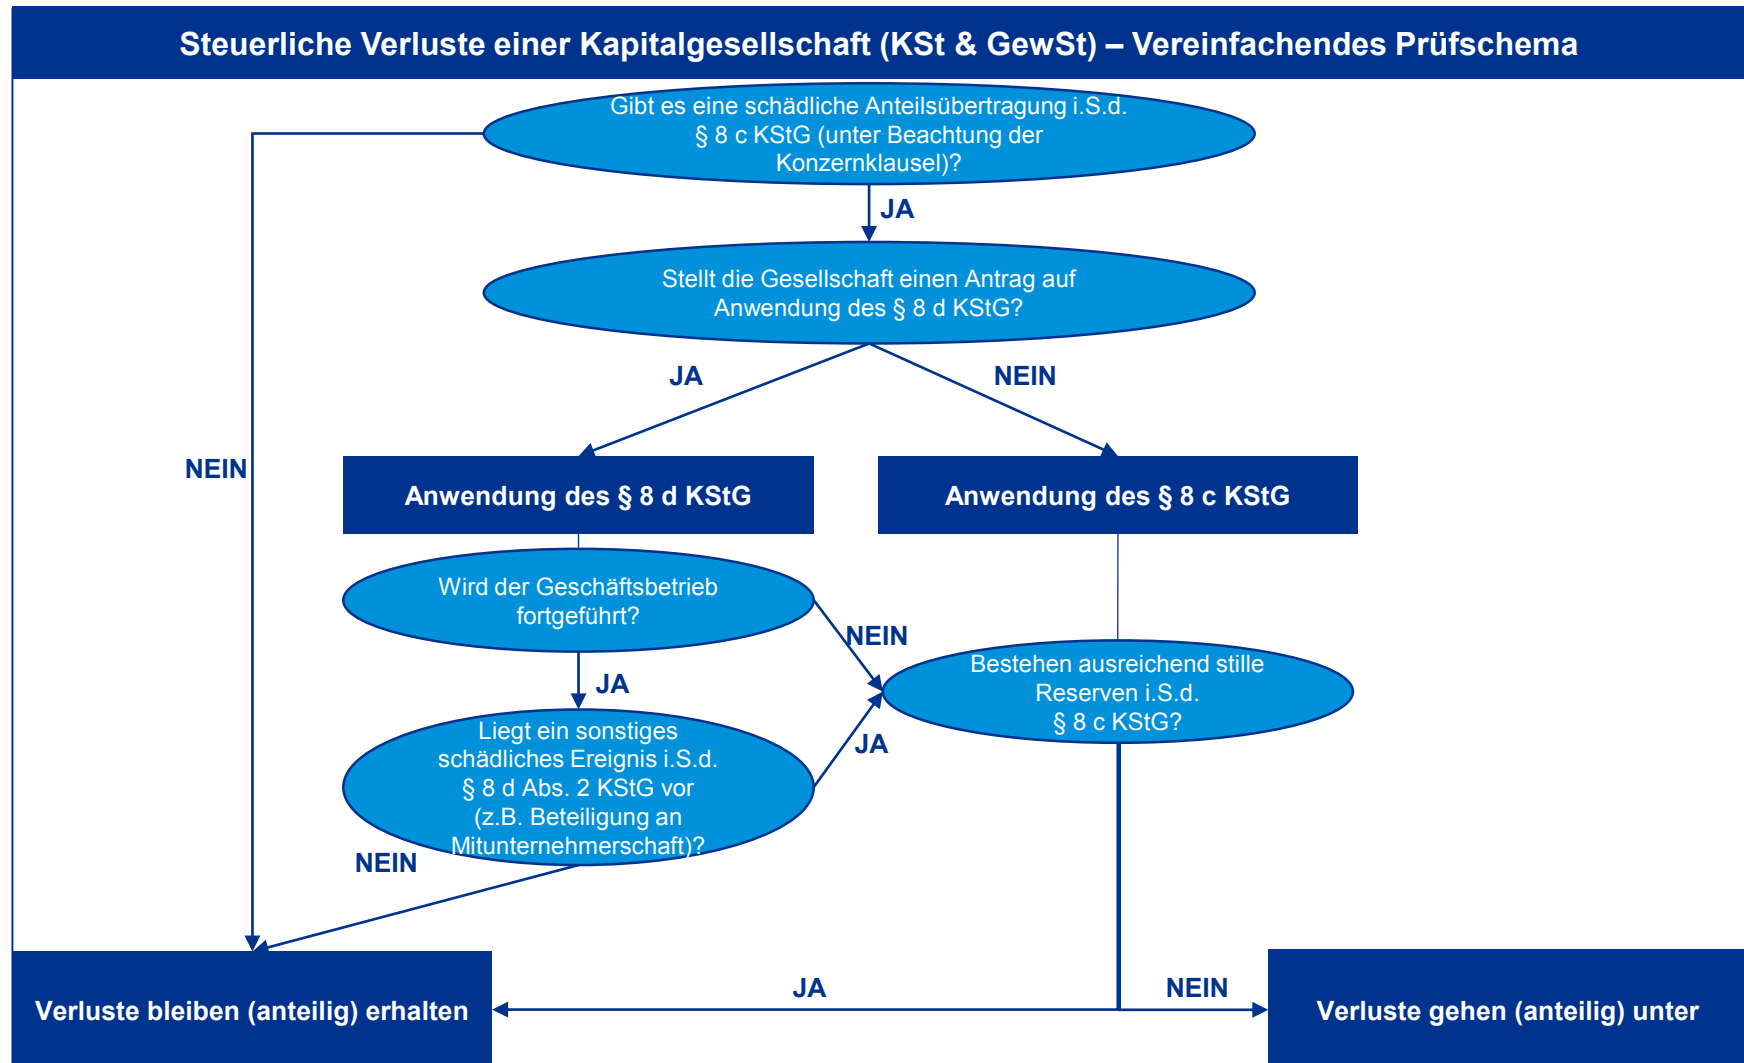 Steuerliche Verluste einer Kapitalgesellschaft (KSt & GewSt) – Vereinfachendes Prüfschema
Gibt es eine schädliche Anteilsübertragung i.S.d.
§ 8 c KStG (unter Beachtung der
Konzernklausel)?
JA
Stellt die Gesellschaft einen Antrag auf
Anwendung des § 8 d KStG?
JA
NEIN
NEIN
Anwendung des § 8 d KStG
Anwendung des § 8 c KStG
Wird der Geschäftsbetrieb
fortgeführt?
NEIN
JA
Bestehen ausreichend stille
Reserven i.S.d.
§ 8 c KStG?
Liegt ein sonstiges
schädliches Ereignis i.S.d.
§ 8 d Abs. 2 KStG vor
(z.B. Beteiligung an
Mitunternehmerschaft)?
JA
NEIN
JA
NEIN
Verluste bleiben (anteilig) erhalten
Verluste gehen (anteilig) unter